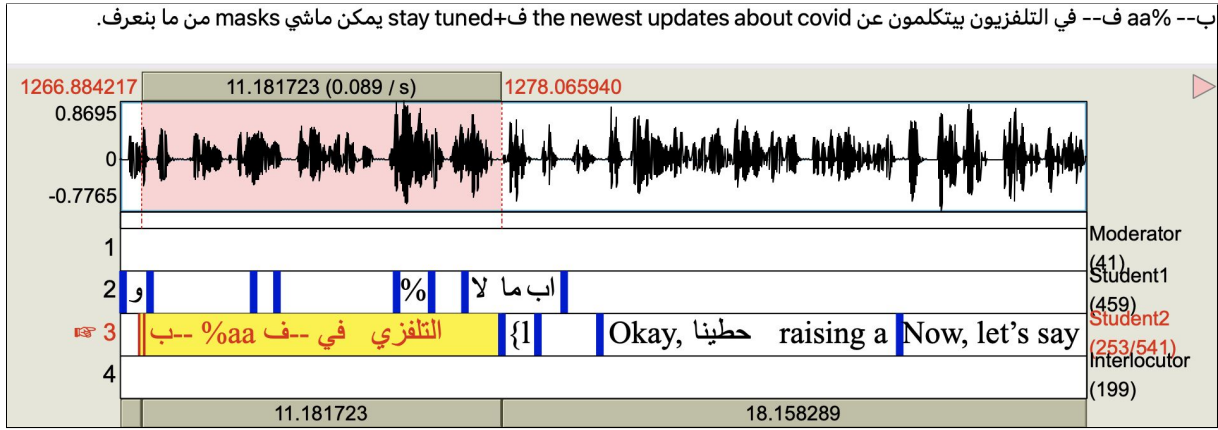 ب-- %aa ف-- في التلفزيون بيتكلمون عن the newest updates about covid ف+stay tuned يمكن ماشي masks من ما بنعرف.
1266.884217 11.181723 (0.089 / s) 1278.065940
0.8695
0
-0.7765
1 Moderator (41)
2 و % اب ما لا Student1 (459)
☞ 3 ب-- %aa ف-- في التلفزي {l Okay, حطينا raising a Now, let's say Student2 (253/541)
4 Interlocutor (199)
11.181723 18.158289